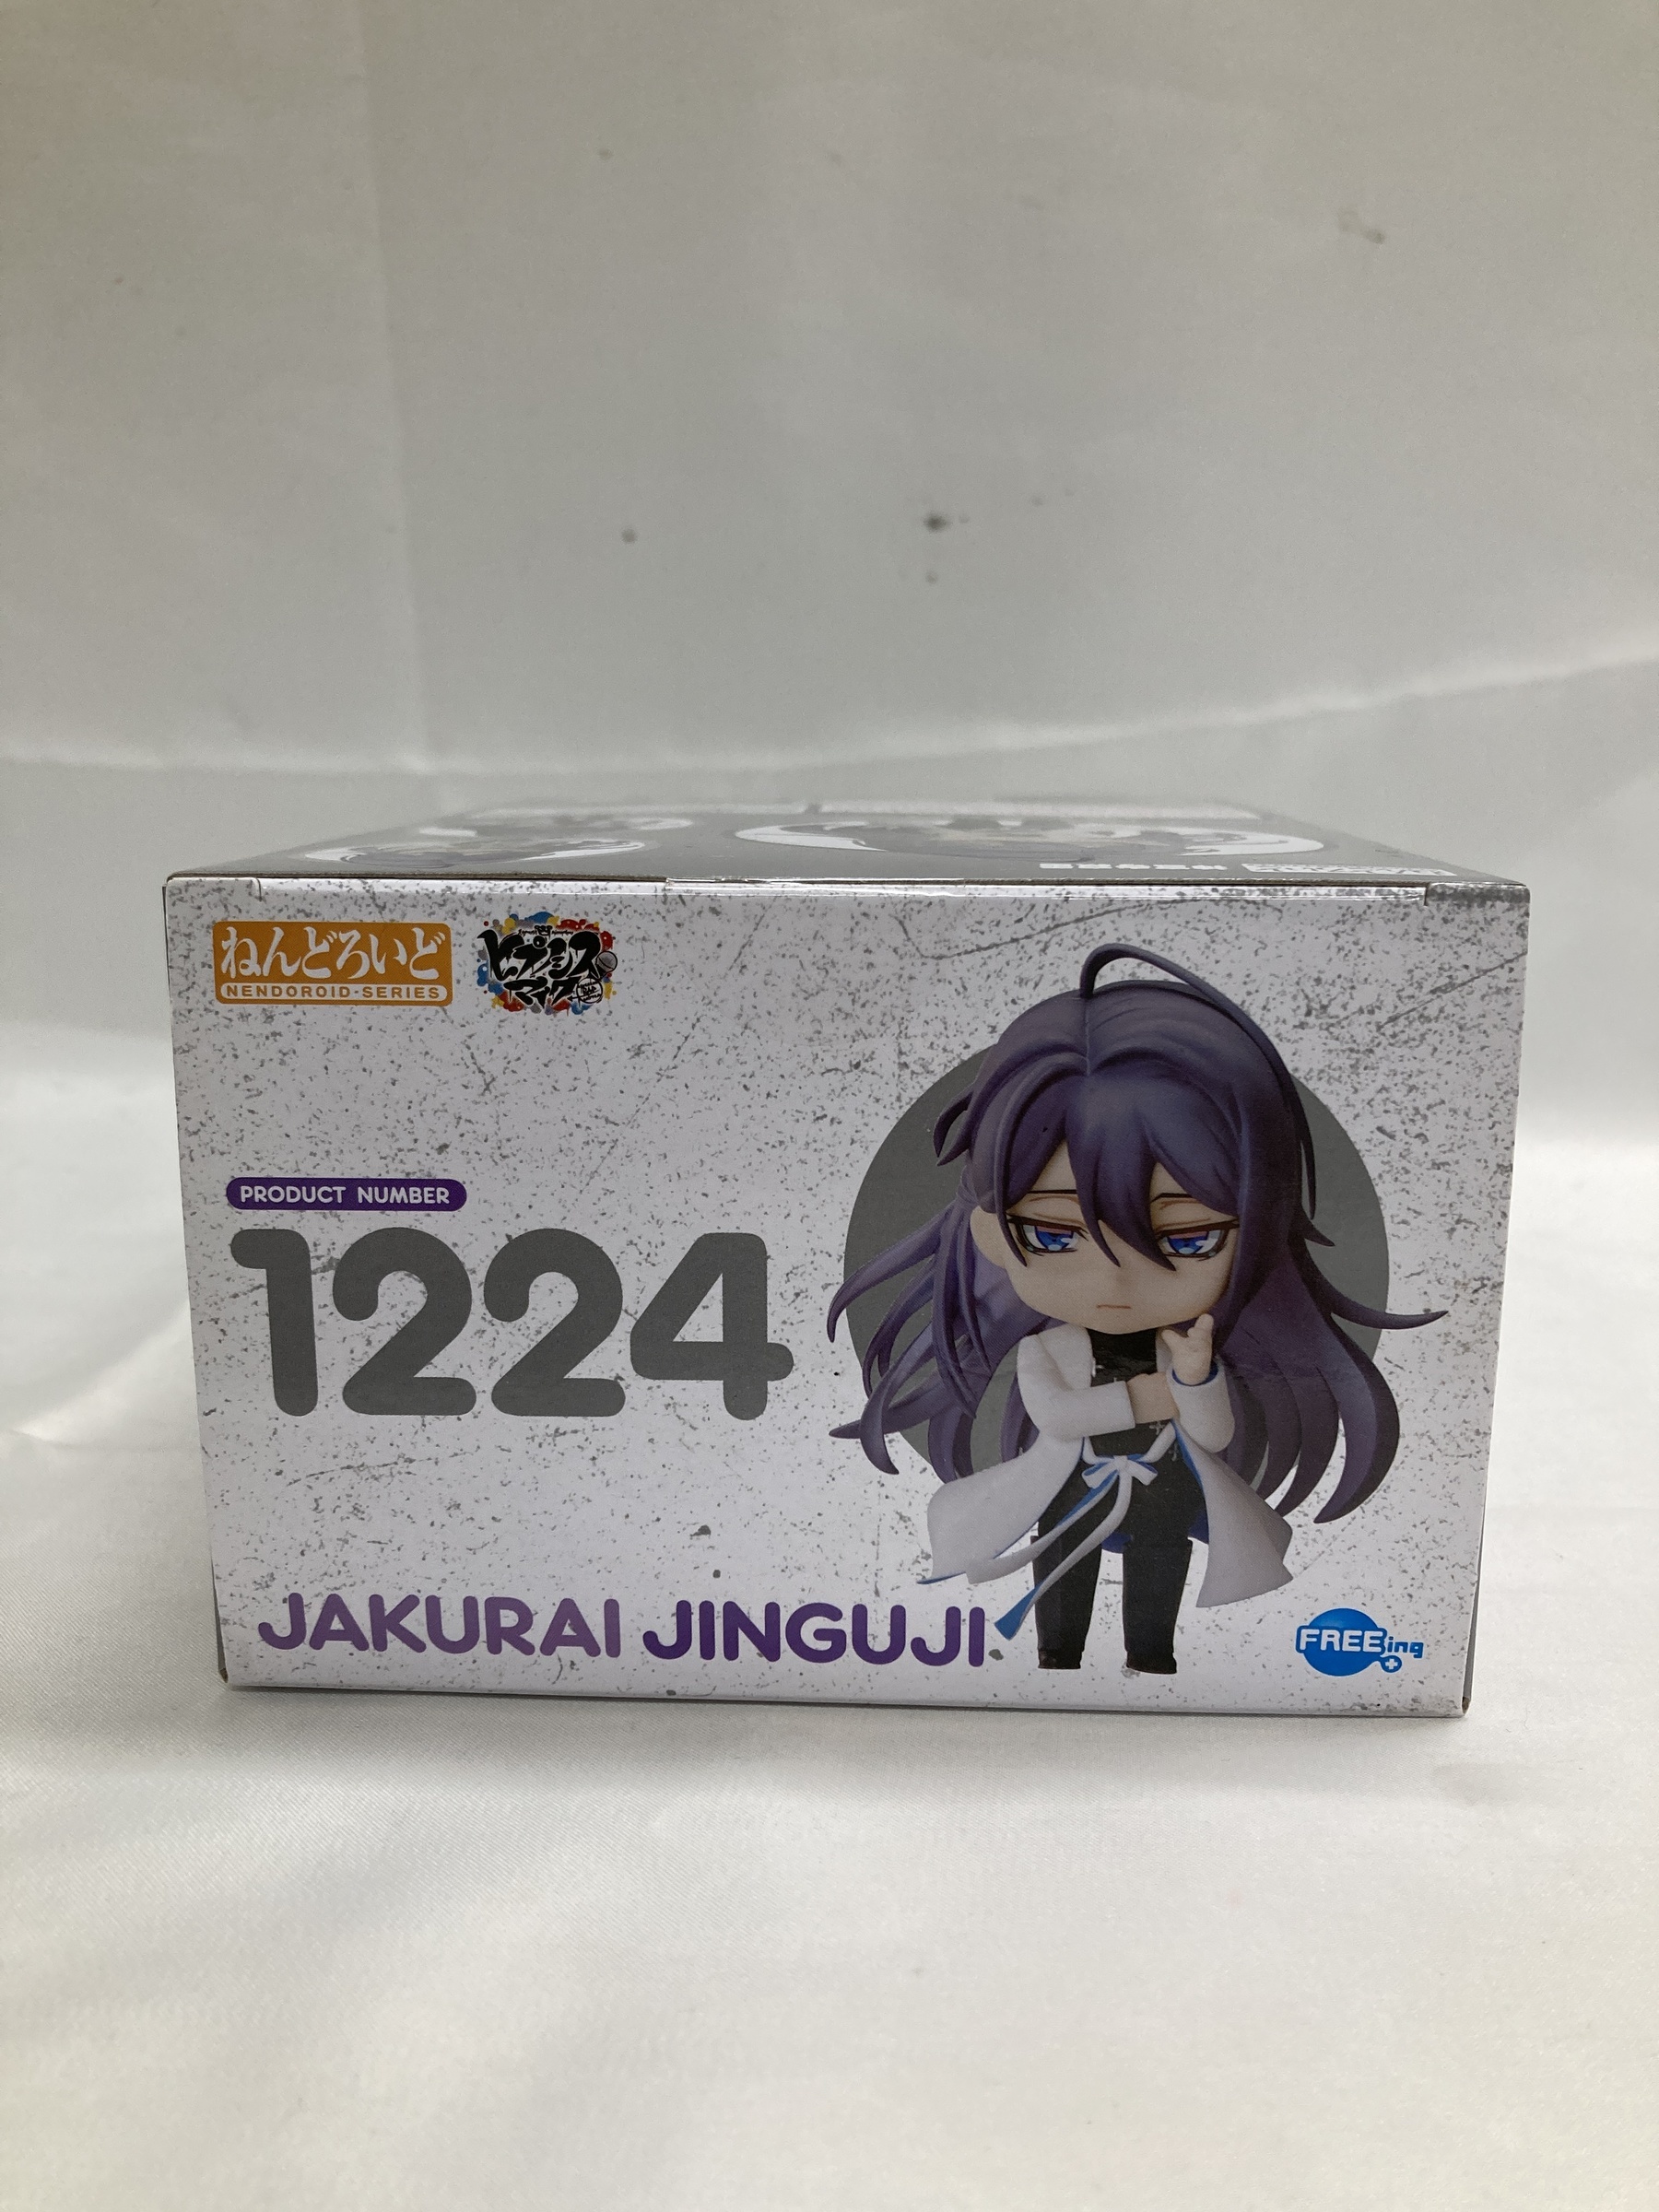 ねんどろいど
NENDOROID·SERIES
ヒプノシス
マイク
PRODUCT NUMBER
1224
JAKURAI JINGUJI
FREEing